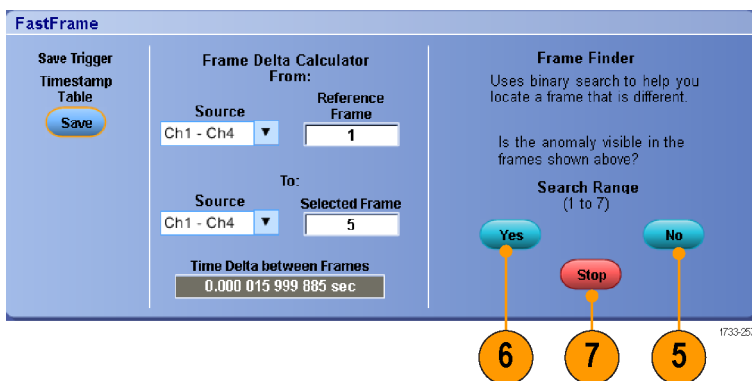 FastFrame
Save Trigger
Timestamp
Table
Save
Frame Delta Calculator
From:
Source
Reference
Frame
Ch1 - Ch4
1
To:
Source
Selected Frame
Ch1 - Ch4
5
Time Delta between Frames
0.000 015 999 885 sec
Frame Finder
Uses binary search to help you
locate a frame that is different.
Is the anomaly visible in the
frames shown above?
Search Range
(1 to 7)
Yes
No
Stop
6
7
5